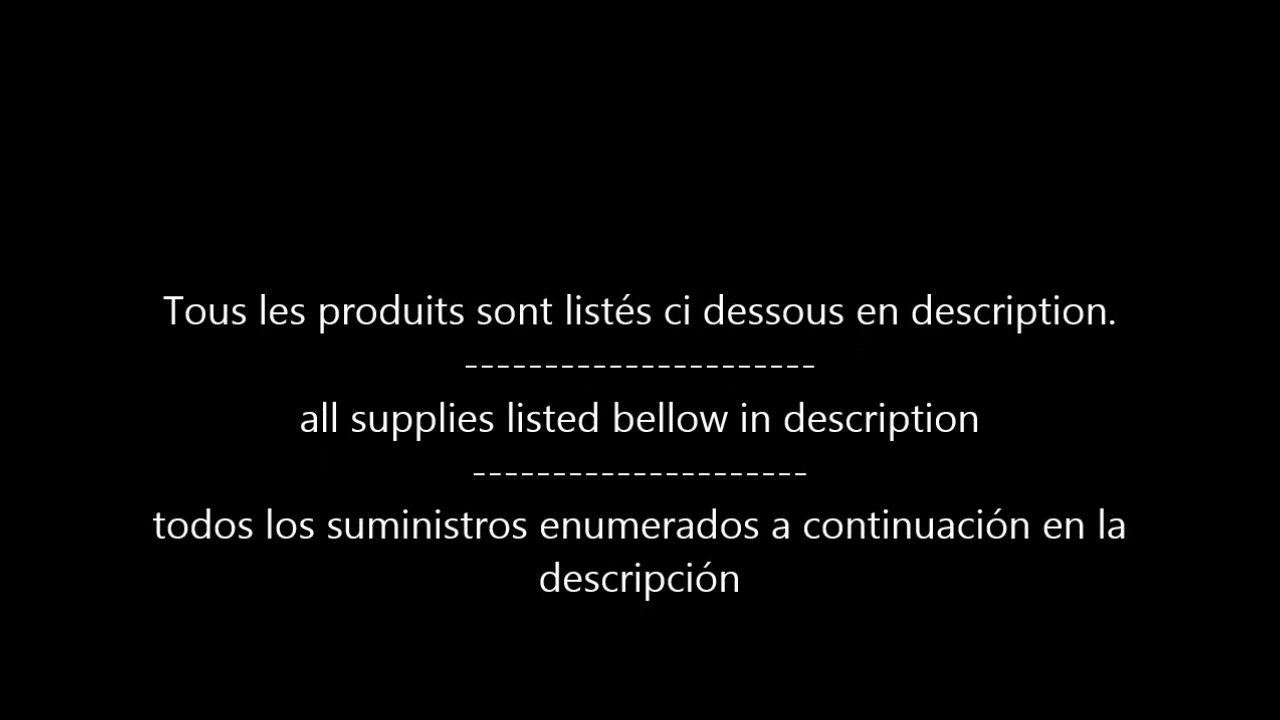 Tous les produits sont listés ci dessous en description.
----------------------
all supplies listed bellow in description
---------------------
todos los suministros enumerados a continuación en la
descripción